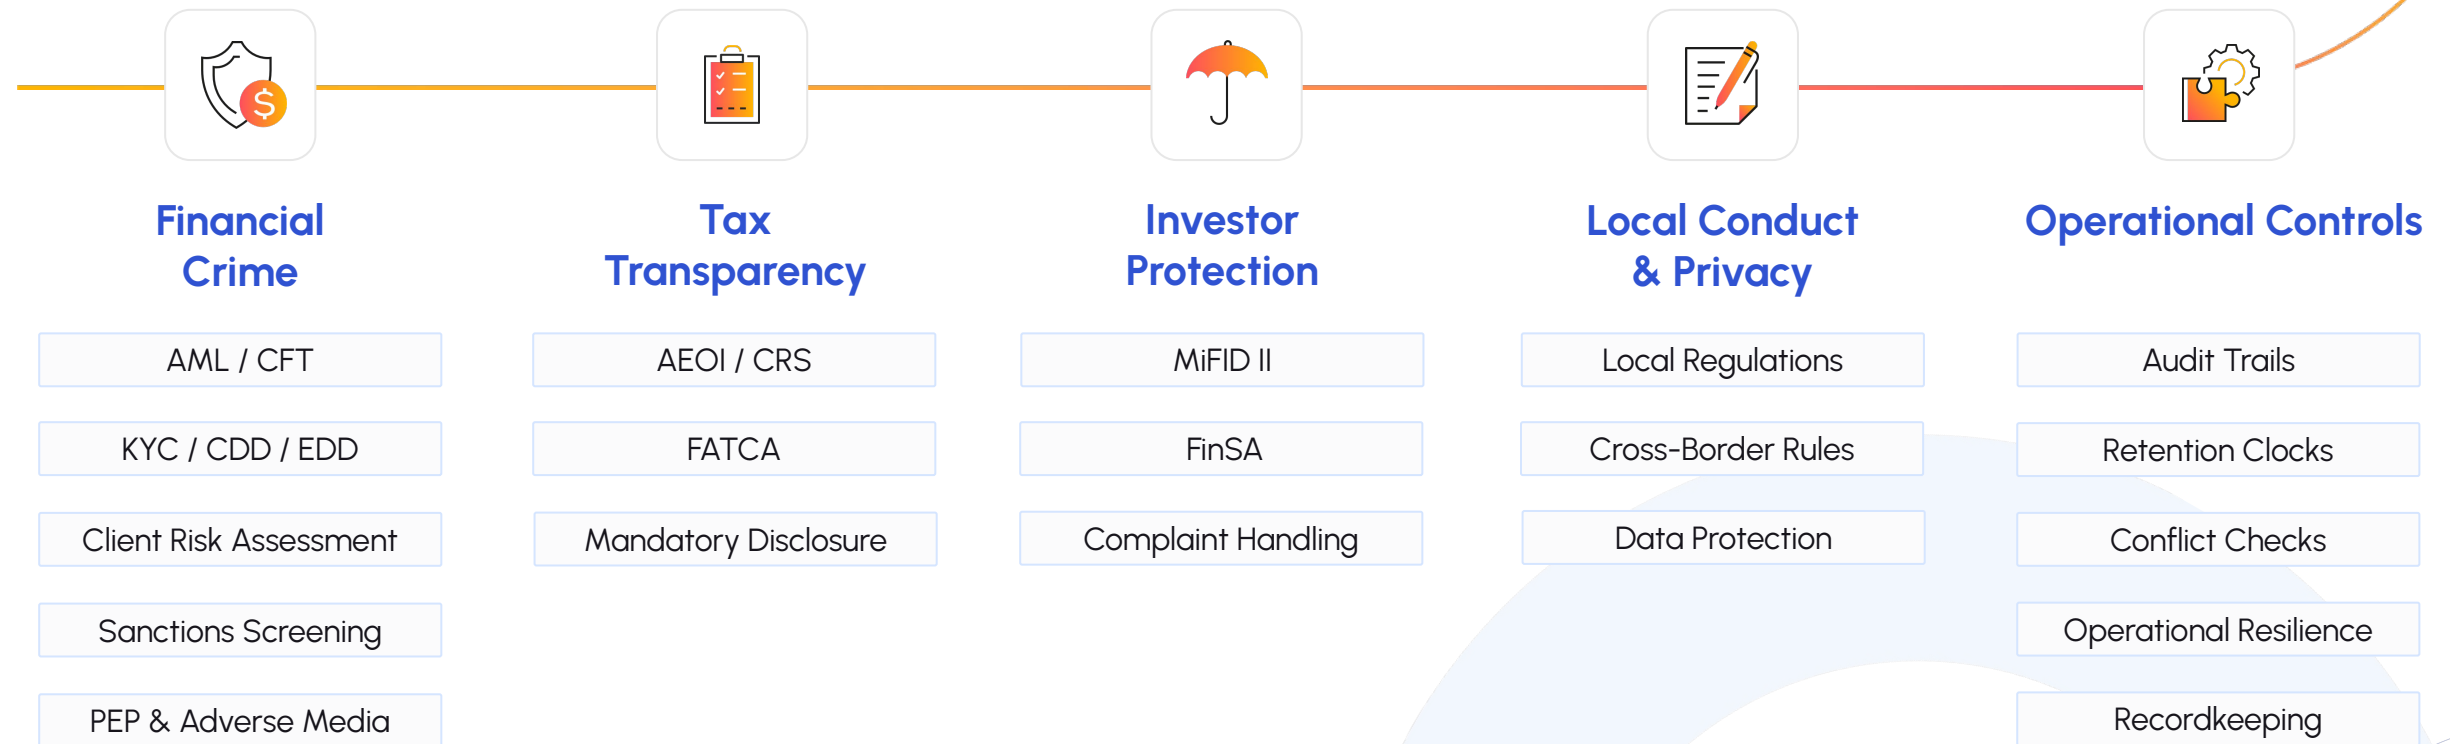 Financial
Crime
AML / CFT
KYC / CDD / EDD
Client Risk Assessment
Sanctions Screening
PEP & Adverse Media
Tax
Transparency
AEOI / CRS
FATCA
Mandatory Disclosure
Investor
Protection
MiFID II
FinSA
Complaint Handling
Local Conduct
& Privacy
Local Regulations
Cross-Border Rules
Data Protection
Operational Controls
Audit Trails
Retention Clocks
Conflict Checks
Operational Resilience
Recordkeeping